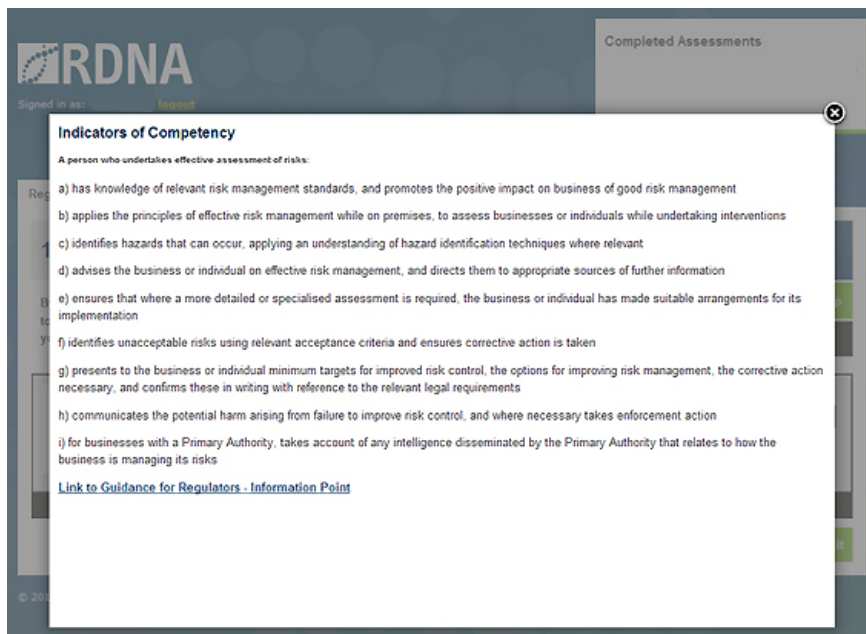 RDNA
Completed Assessments
Signed in as:
logout
Indicators of Competency
A person who undertakes effective assessment of risks:
a) has knowledge of relevant risk management standards, and promotes the positive impact on business of good risk management
b) applies the principles of effective risk management while on premises, to assess businesses or individuals while undertaking interventions
c) identifies hazards that can occur, applying an understanding of hazard identification techniques where relevant
d) advises the business or individual on effective risk management, and directs them to appropriate sources of further information
e) ensures that where a more detailed or specialised assessment is required, the business or individual has made suitable arrangements for its
implementation
f) identifies unacceptable risks using relevant acceptance criteria and ensures corrective action is taken
g) presents to the business or individual minimum targets for improved risk control, the options for improving risk management, the corrective action
necessary, and confirms these in writing with reference to the relevant legal requirements
h) communicates the potential harm arising from failure to improve risk control, and where necessary takes enforcement action
i) for businesses with a Primary Authority, takes account of any intelligence disseminated by the Primary Authority that relates to how the
business is managing its risks
Link to Guidance for Regulators - Information Point